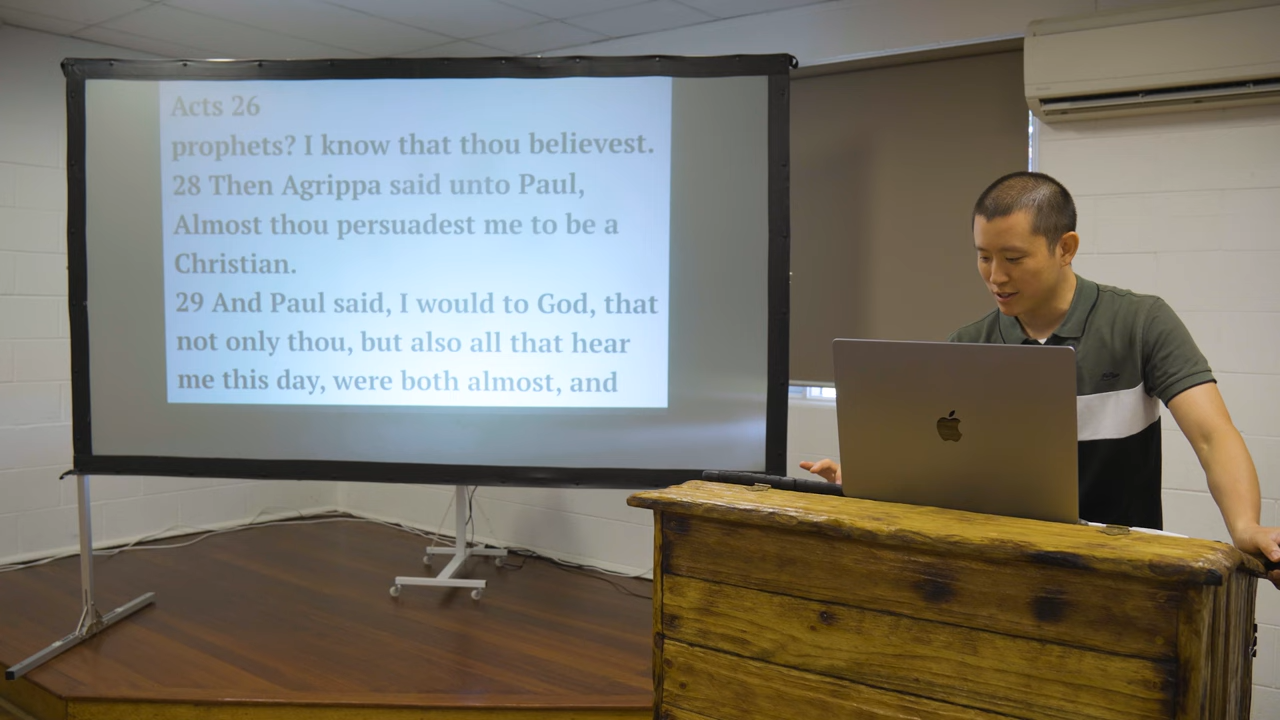 Acts 26
prophets? I know that thou believest.
28 Then Agrippa said unto Paul,
Almost thou persuadest me to be a
Christian.
29 And Paul said, I would to God, that
not only thou, but also all that hear
me this day, were both almost, and